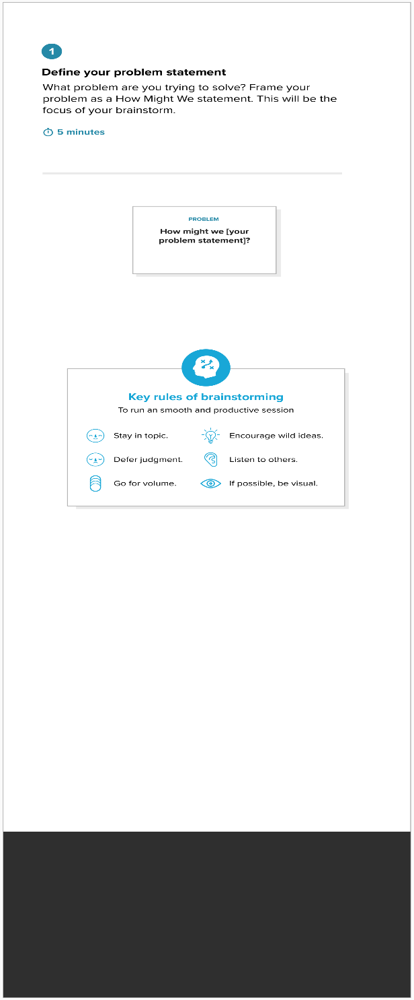 1
Define your problem statement
What problem are you trying to solve? Frame your
problem as a How Might We statement. This will be the
focus of your brainstorm.
5 minutes
PROBLEM
How might we [your
problem statement]?
Key rules of brainstorming
To run an smooth and productive session
Stay in topic.
Encourage wild ideas.
Defer judgment.
Listen to others.
Go for volume.
If possible, be visual.